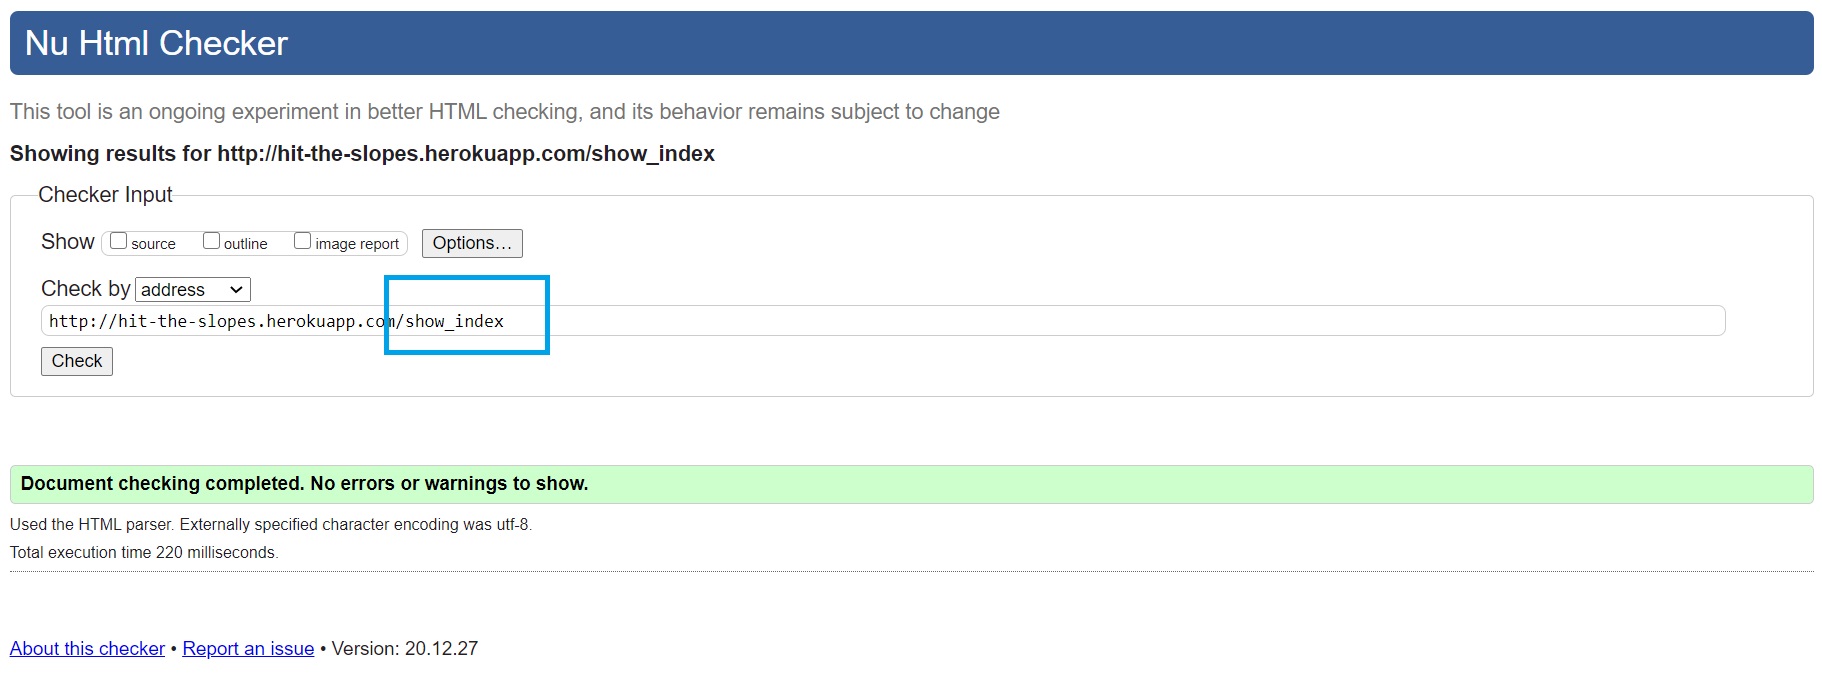 Nu Html Checker
This tool is an ongoing experiment in better HTML checking, and its behavior remains subject to change
Showing results for http://hit-the-slopes.herokuapp.com/show_index
Checker Input
Show source outline image report Options…
Check by address
http://hit-the-slopes.herokuapp.com/show_index
Check
Document checking completed. No errors or warnings to show.
Used the HTML parser. Externally specified character encoding was utf-8.
Total execution time 220 milliseconds.
About this checker • Report an issue • Version: 20.12.27